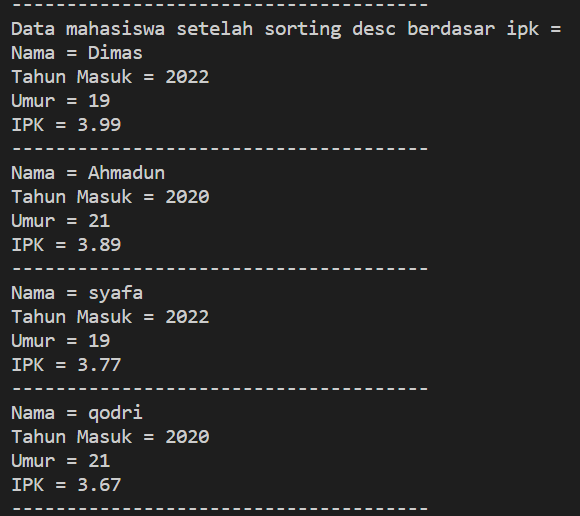 --------------------------------------
Data mahasiswa setelah sorting desc berdasar ipk =
Nama = Dimas
Tahun Masuk = 2022
Umur = 19
IPK = 3.99
--------------------------------------
Nama = Ahmadun
Tahun Masuk = 2020
Umur = 21
IPK = 3.89
--------------------------------------
Nama = syafa
Tahun Masuk = 2022
Umur = 19
IPK = 3.77
--------------------------------------
Nama = qodri
Tahun Masuk = 2020
Umur = 21
IPK = 3.67
--------------------------------------